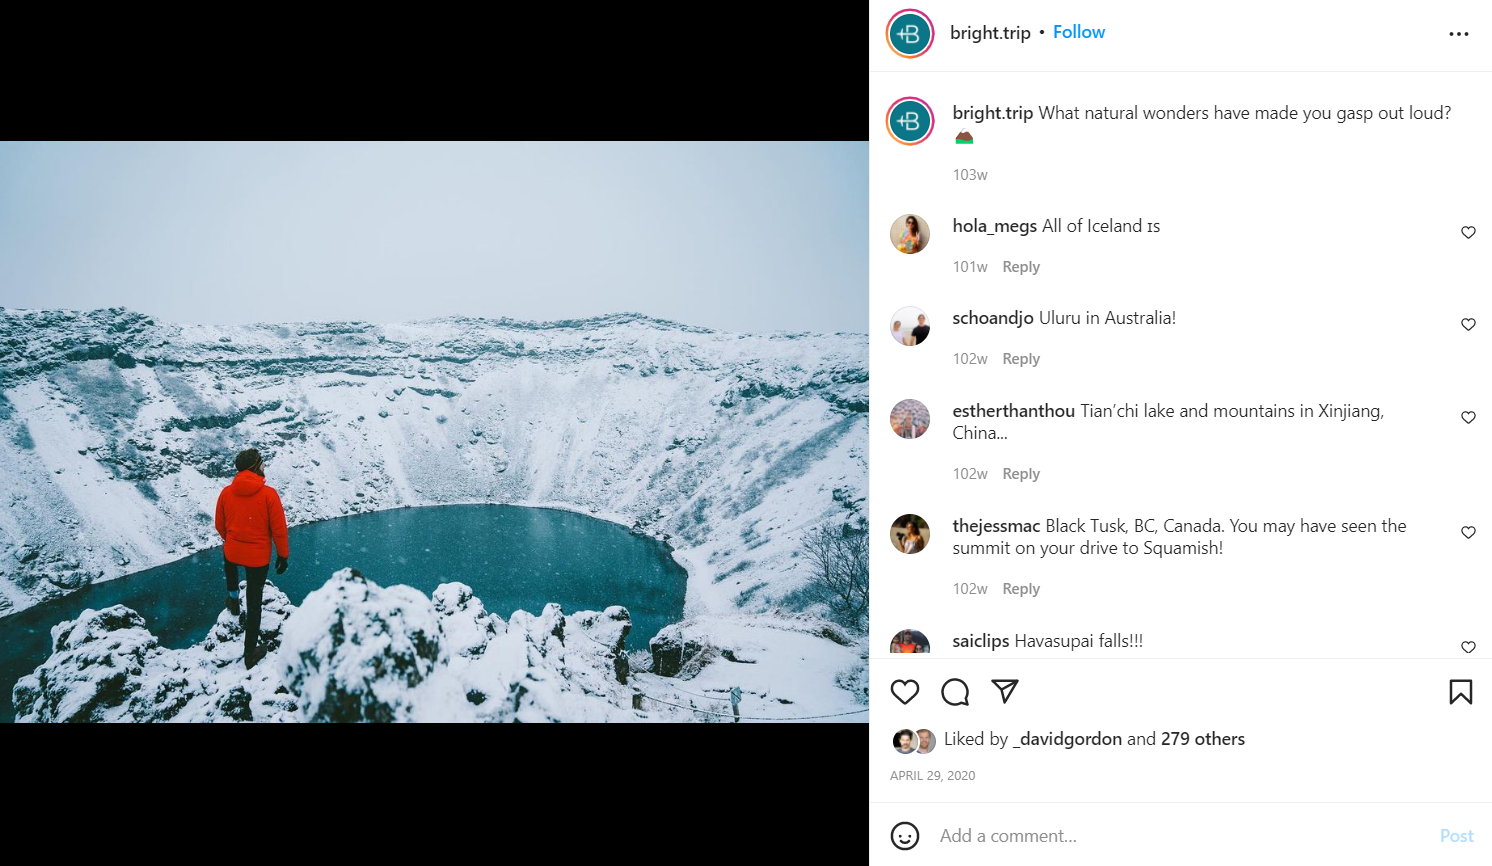 bright.trip • Follow
bright.trip What natural wonders have made you gasp out loud?
103w
hola_megs All of Iceland ɪs
101w Reply
schoandjo Uluru in Australia!
102w Reply
estherthanthou Tian’chi lake and mountains in Xinjiang,
China...
102w Reply
thejessmac Black Tusk, BC, Canada. You may have seen the
summit on your drive to Squamish!
102w Reply
saiclips Havasupai falls!!!
Liked by _davidgordon and 279 others
APRIL 29, 2020
Add a comment...
Post